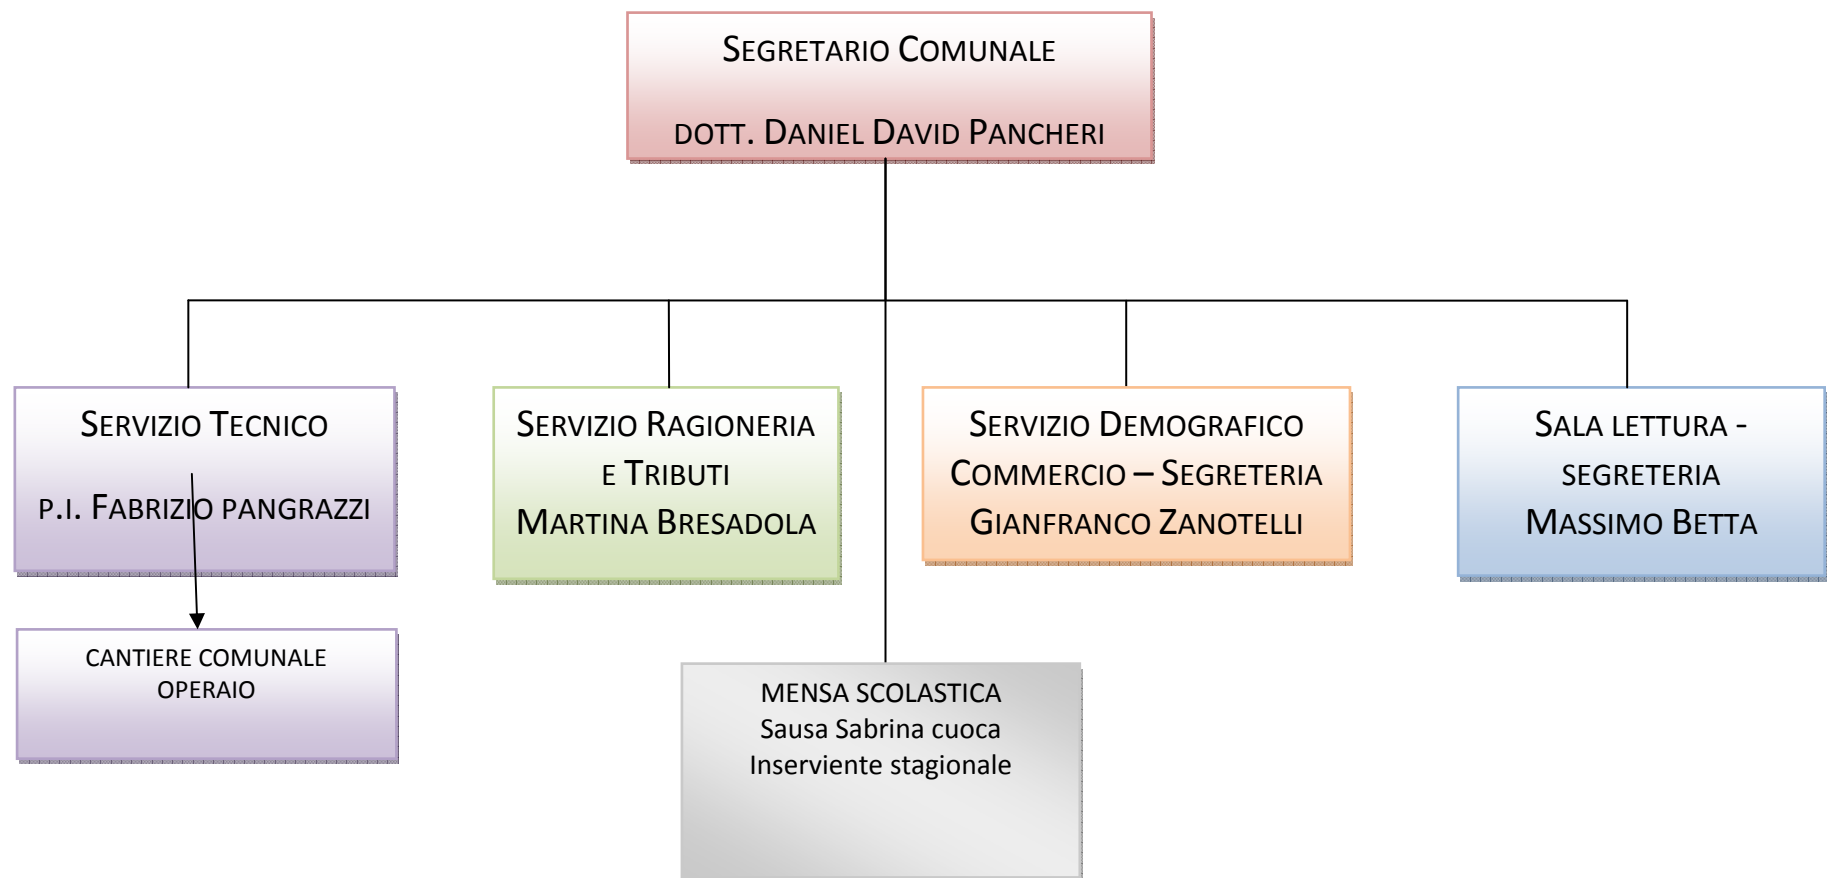 SEGRETARIO COMUNALE
DOTT. DANIEL DAVID PANCHERI
SERVIZIO TECNICO
P.I. FABRIZIO PANGRAZZI
SERVIZIO RAGIONERIA
E TRIBUTI
MARTINA BRESADOLA
SERVIZIO DEMOGRAFICO
COMMERCIO – SEGRETERIA
GIANFRANCO ZANOTELLI
SALA LETTURA -
SEGRETERIA
MASSIMO BETTA
CANTIERE COMUNALE
OPERAIO
MENSA SCOLASTICA
Sausa Sabrina cuoca
Inserviente stagionale